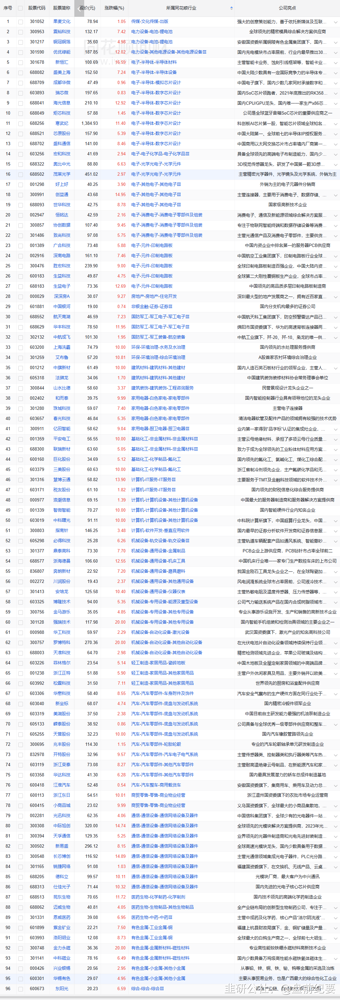 序号 股票代码 股票简称 现价(元) 涨跌幅(%) 所属同花顺行业 公司亮点
1 301052 果麦文化 78.94 1.05 传媒-文化传媒-出版 强大的创意策划能力，善于依托新媒体及互联...
2 300953 震裕科技 132.17 7.42 电力设备-电池-锂电池 全球领先的精密模具综合解决方案供应商
3 301217 铜冠铜箔 35.60 4.98 电力设备-电池-锂电池 安徽国资委所属铜陵有色金属集团旗下，国内...
4 301590 优优绿能 187.85 12.02 电力设备-其他电源设备-其他电源设备Ⅲ 国内充电模块市占率居前，行业内最早推出30...
5 301678 新恒汇 100.69 16.59 电子-半导体-半导体材料 主营智能卡业务、蚀刻引线框架等，智能卡业...
6 688082 盛美上海 152.50 7.24 电子-半导体-半导体设备 中国大陆少数具有一定国际竞争力的半导体专...
7 688709 成都华微 47.49 0.96 电子-半导体-模拟芯片设计 中国电子旗下，国内少数几家同时承接数字和...
8 603893 瑞芯微 197.65 0.83 电子-半导体-数字芯片设计 国内SoC芯片领跑者，2021年底推出的RK358...
9 688041 海光信息 210.10 12.92 电子-半导体-数字芯片设计 国内CPU/GPU龙头，国内唯一一家生产x86芯...
10 688049 炬芯科技 57.88 1.45 电子-半导体-数字芯片设计 公司是全球蓝牙音箱SoC芯片的重要供应商之一
11 688256 寒武纪 1,384.93 11.40 电子-半导体-数字芯片设计 科创板AI芯片第一股，智能芯片领域全球知名...
12 688521 芯原股份 157.90 5.39 电子-半导体-数字芯片设计 中国大陆第一、全球前七的半导体IP授权服务...
13 688702 盛科通信 141.00 8.46 电子-半导体-数字芯片设计 中国商用以太网交换芯片市占率境内厂商第一...
14 603256 宏和科技 41.69 2.94 电子-电子化学品-电子化学品Ⅲ 具备全球领先的高端电子布制造能力，国内少...
15 688322 奥比中光 88.80 6.63 电子-光学光电子-光学元件 3D视觉传感器龙头，研发了中国第一颗3D感...
16 688502 茂莱光学 451.02 2.97 电子-光学光电子-光学元件 主营精密光学器件、光学镜头及光学系统，外销为主
17 001298 好上好 40.25 3.90 电子-其他电子-其他电子Ⅲ 外销为主的电子元器件分销商
18 300991 创益通 43.68 14.95 电子-其他电子-其他电子Ⅲ 主营连接器，主要用于消费电子、数据存储、...
19 688093 世华科技 42.75 8.78 电子-其他电子-其他电子Ⅲ 国家级高新技术企业
20 002947 恒铭达 42.59 2.16 电子-消费电子-消费电子零部件及组装 消费电子、通信及新能源领域综合解决方案服...
21 300857 协创数据 107.40 9.45 电子-消费电子-消费电子零部件及组装 专注于物联网智能终端和数据存储设备等消费...
22 301486 致尚科技 97.08 5.75 电子-消费电子-消费电子零部件及组装 主营光通信产品及消费电子零部件，主要供货...
23 001389 广合科技 73.48 5.88 电子-元件-印制电路板 中国内资企业中排名第一的服务器PCB供应商
24 002916 深南电路 161.10 7.46 电子-元件-印制电路板 中国航空工业集团旗下，印制电路板行业全球...
25 300476 胜宏科技 239.90 9.00 电子-元件-印制电路板 全球印制电路板制造百强企业，中国大陆内资...
26 600183 生益科技 49.87 4.75 电子-元件-印制电路板 全球第二大刚性覆铜板生产企业，全球市占率...
27 688183 生益电子 73.36 12.69 电子-元件-印制电路板 中国领先的高品质多层印制电路板制造商
28 000029 深深房A 30.07 9.27 房地产-房地产-住宅开发 深圳最大型的地产发展商之一，拥有近百家直...
29 601881 中国银河 19.00 0.74 非银金融-证券-证券Ⅲ 国内分支机构最多的证券公司
30 688552 航天南湖 46.59 7.23 国防军工-军工电子-军工电子Ⅲ 中国航天科工集团旗下，防空预警雷达产品已...
31 688629 华丰科技 78.50 11.95 国防军工-军工电子-军工电子Ⅲ 绵阳市国资委旗下，华为的高速背板连接器两...
32 302132 中航成飞 101.30 1.95 国防军工-军工装备-航空装备 中航工业旗下，歼-20、歼-10、枭龙的唯一供...
33 603200 上海洗霸 74.79 10.00 环保-环境治理-水务及水治理 国内领先的水处理服务提供商
34 301259 艾布鲁 57.20 10.81 环保-环境治理-综合环境治理 A股首家农村环境综合治理企业
35 001212 中旗新材 61.49 10.00 建筑材料-建筑材料-其他建材 国内人造石英石板材行业的领军企业，主营人...
36 605318 法狮龙 34.06 1.70 建筑材料-建筑材料-其他建材 中国建筑装饰装修材料协会常务理事会单位
37 300844 山水比德 58.60 3.37 建筑装饰-建筑装饰-工程咨询服务 民营景观设计龙头企业之一
38 002402 和而泰 39.75 9.99 家用电器-白色家电-家电零部件 国内智能控制器行业具有领导地位的龙头企业
39 301280 珠城科技 59.07 7.40 家用电器-白色家电-家电零部件 主营电子连接器
40 603657 春光科技 46.84 5.35 家用电器-白色家电-家电零部件 清洁电器软管及配件产品的领域拥有较强的技术优势
41 300911 亿田智能 58.62 9.04 家用电器-厨卫电器-厨卫电器Ⅲ 业内第一家得到“品字标”认证的集成灶企业，...
42 001359 平安电工 56.55 10.00 基础化工-非金属材料-非金属材料Ⅲ 主营云母绝缘材料，承担了多项云母行业质量...
43 688300 联瑞新材 63.60 5.05 基础化工-非金属材料-非金属材料Ⅲ 致力于成为全球领先的工业粉体材料应用方案...
44 600160 巨化股份 34.69 5.12 基础化工-化学制品-氟化工 国内领先的氟化工、氯碱化工、煤化工综合配...
45 603379 三美股份 60.63 10.00 基础化工-化学制品-氟化工 浙江省制冷剂领先企业，主产氟碳化学品和无...
46 301316 慧博云通 58.82 13.90 计算机-IT服务-IT服务Ⅲ 主要服务于TMT及金融科技领域的软件技术外...
47 603171 税友股份 61.10 1.82 计算机-IT服务-IT服务Ⅲ 国内领先的财税信息化综合服务提供商
48 000977 浪潮信息 69.15 1.39 计算机-计算机设备-其他计算机设备 中国最大的服务器制造商和服务器解决方案提供商
49 001339 智微智能 70.27 10.00 计算机-计算机设备-其他计算机设备 国内智能硬件行业内知名企业
50 603019 中科曙光 91.11 10.00 计算机-计算机设备-其他计算机设备 中科院计算所旗下，中国超算行业龙头，中国...
51 300803 指南针 146.25 3.48 计算机-软件开发-垂直应用软件 国内最早的证券分析软件开发商和证券信息服...
52 605298 必得科技 25.28 6.26 机械设备-轨交设备-轨交设备Ⅲ 主营轨道车辆配套产品如通风系统、智能撒砂...
53 301377 鼎泰高科 73.30 7.70 机械设备-通用设备-金属制品 PCB企业上游供应商，PCB钻针市占率全球前二
54 688577 浙海德曼 106.60 12.55 机械设备-通用设备-机床工具 中国机床行业唯一一家专门生产数控车床的上市公司
55 836807 奔朗新材 22.92 7.20 机械设备-通用设备-磨具磨料 我国金刚石工具龙头企业之一，在全球陶瓷加...
56 002272 川润股份 19.43 2.37 机械设备-通用设备-其他通用设备 风电润滑系统全球市占率居前，公司液冷技术...
57 301413 安培龙 125.58 10.40 机械设备-通用设备-仪器仪表 主营热敏电阻及温度传感器、压力传感器等，...
58 603325 博隆技术 94.00 5.35 机械设备-专用设备-能源及重型设备 公司气力输送系统产品在国内合成树脂领域市...
59 300756 金马游乐 35.05 4.85 机械设备-专用设备-其他专用设备 专业从事游乐设施开发、生产和销售的高新技术企业
60 301128 强瑞技术 117.98 20.00 机械设备-专用设备-其他专用设备 国内智能手机组装和检测治具领域的主要企业之一
61 000988 华工科技 59.97 2.29 机械设备-自动化设备-激光设备 武汉国资委旗下，激光产业的知名高科技公司
62 300757 罗博特科 270.36 20.00 机械设备-自动化设备-其他自动化设备 在光伏电池片自动化设备领域持续保持行业领...
63 688003 天准科技 64.70 2.98 机械设备-自动化设备-其他自动化设备 精密检测领域先进企业，苹果公司玻璃及结构...
64 603226 菲林格尔 23.54 5.14 轻工制造-家居用品-瓷砖地板 中国木地板及全屋定制家居领域的中高端品牌...
65 001238 浙江正特 51.88 5.90 轻工制造-家居用品-其他家居用品 主营户外休闲家具及用品，主要外销并以欧美...
66 603992 松霖科技 31.50 7.11 轻工制造-家居用品-其他家居用品 世界领先的厨房和浴室配件供应商
67 603306 华懋科技 58.40 8.55 汽车-汽车零部件-车身附件及饰件 汽车安全气囊布的生产硬件方面在同行业处于...
68 603040 新坐标 68.07 4.74 汽车-汽车零部件-底盘与发动机系统 国内精密冷锻件领军企业
69 603319 美湖股份 37.50 2.38 汽车-汽车零部件-底盘与发动机系统 中国目前自主研发能力最强的机油泵制造企业
70 605133 嵘泰股份 38.92 0.86 汽车-汽车零部件-底盘与发动机系统 公司具备与全球优秀一级零部件供应商和整车...
71 605255 天普股份 32.23 10.00 汽车-汽车零部件-底盘与发动机系统 国内汽车橡胶管路领先企业
72 300695 兆丰股份 114.30 1.15 汽车-汽车零部件-轮胎轮毂 专业的汽车轮毂轴承单元研发制造企业
73 832978 开特股份 32.96 9.57 汽车-汽车零部件-汽车电子电气系统 主营传感器类、控制器类和执行器类等汽车热...
74 603119 浙江荣泰 73.08 8.27 汽车-汽车零部件-其他汽车零部件 主营耐高温绝缘云母制品，在新能源汽车和家...
75 603358 华达科技 41.30 6.28 汽车-汽车零部件-其他汽车零部件 国内最具发展潜力的轿车总成件制造基地
76 600418 江淮汽车 52.48 0.54 汽车-汽车整车-商用载货车 安徽国资委旗下，集商用车、乘用车及动力总...
77 600113 浙江东日 54.51 10.01 商贸零售-零售-商业物业经营 浙江温州国资委旗下的农批市场专业运营商
78 600415 小商品城 23.02 9.99 商贸零售-零售-商业物业经营 义乌国资委旗下，全球最大的小商品集散地，...
79 002281 光迅科技 62.35 4.06 通信-通信设备-通信网络设备及器件 中国信科集团旗下，全球少有的光电器件一站...
80 300308 中际旭创 320.00 14.74 通信-通信设备-通信网络设备及器件 全球领先的光模块解决方案提供商，2023年光...
81 300394 天孚通信 129.35 5.25 通信-通信设备-通信网络设备及器件 业界领先的光器件制造商和光电先进封装制造...
82 300502 新易盛 296.12 8.15 通信-通信设备-通信网络设备及器件 全球高速光模块龙头，国内少数具备用于数据...
83 300548 长芯博创 116.92 14.89 通信-通信设备-通信网络设备及器件 主营光通信领域集成光电子器件，PLC光分路...
84 301165 锐捷网络 91.08 1.03 通信-通信设备-通信网络设备及器件 福建国资委旗下，在交换机、无线产品、云桌...
85 688205 德科立 99.57 10.11 通信-通信设备-通信网络设备及器件 光模块厂商，最大客户为中兴通讯
86 688313 仕佳光子 71.44 10.32 通信-通信设备-通信网络设备及器件 国内先进的光电子核心芯片供应商
87 688513 苑东生物 70.65 11.72 医药生物-化学制药-化学制剂 国内技术领先的高端化学药制造企业
88 688062 迈威生物 40.81 4.05 医药生物-生物制品-其他生物制品 全产业链布局的创新型生物制药公司，专注于...
89 301331 恩威医药 39.08 6.95 医药生物-中药-中药Ⅲ 主营中成药及化学药，核心产品“洁尔阴洗液”...
90 601899 紫金矿业 22.21 7.50 有色金属-工业金属-铜 福建上杭县财政局旗下，金、铜矿储量及产量...
91 603993 洛阳钼业 12.08 8.73 有色金属-工业金属-铜 全球最大的白钨生产商之一，全球前七大钼生...
92 300748 金力永磁 36.36 20.00 有色金属-金属新材料-磁性材料 专业高性能钕铁硼永磁材料高新技术企业
93 301141 中科磁业 78.16 6.49 有色金属-金属新材料-磁性材料 国内少数具备万吨级高性能永磁铁氧体磁体生...
94 000426 兴业银锡 20.56 2.95 有色金属-小金属-其他小金属 从事铅、锌、铜、铁、铋、钨等金属的采选及冶炼
95 600301 华锡有色 29.07 4.95 有色金属-小金属-其他小金属 主要从事贸易业务，也是广西最大的综合性化工企业
96 600673 东阳光 20.23 6.59 综合-综合-综合Ⅲ
韭研公社，@盘前纪要